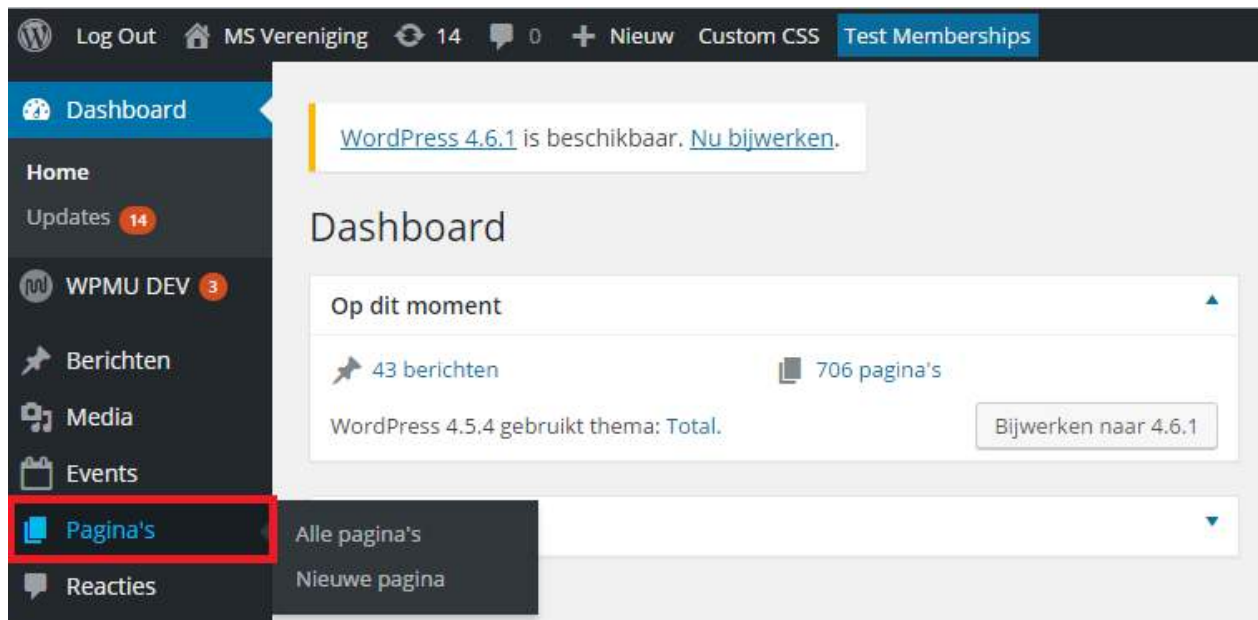 Log Out MS Vereniging 14 0 + Nieuw Custom CSS Test Memberships
Dashboard
Home
Updates 14
WPMU DEV 3
Berichten
Media
Events
Pagina's
Reacties
Alle pagina's
Nieuwe pagina
WordPress 4.6.1 is beschikbaar. Nu bijwerken.
Dashboard
Op dit moment
43 berichten 706 pagina's
WordPress 4.5.4 gebruikt thema: Total. Bijwerken naar 4.6.1